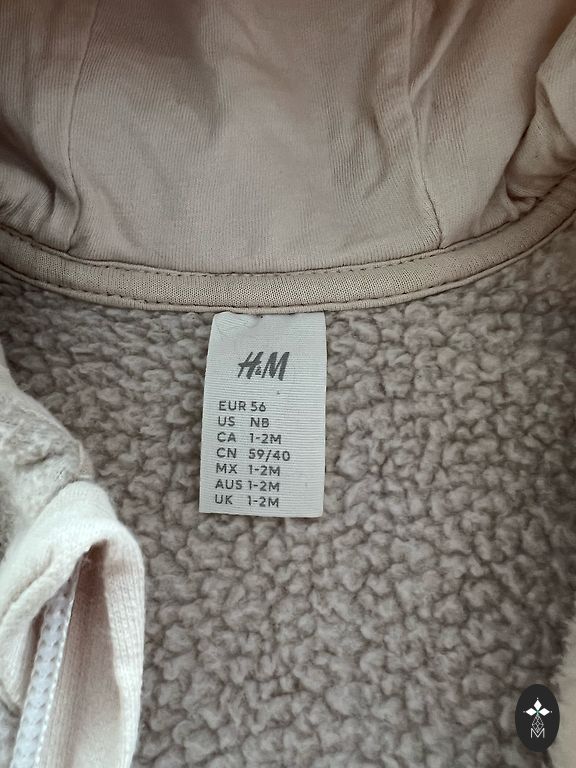 H&M
EUR 56
US NB
CA 1-2M
CN 59/40
MX 1-2M
AUS 1-2M
UK 1-2M
M